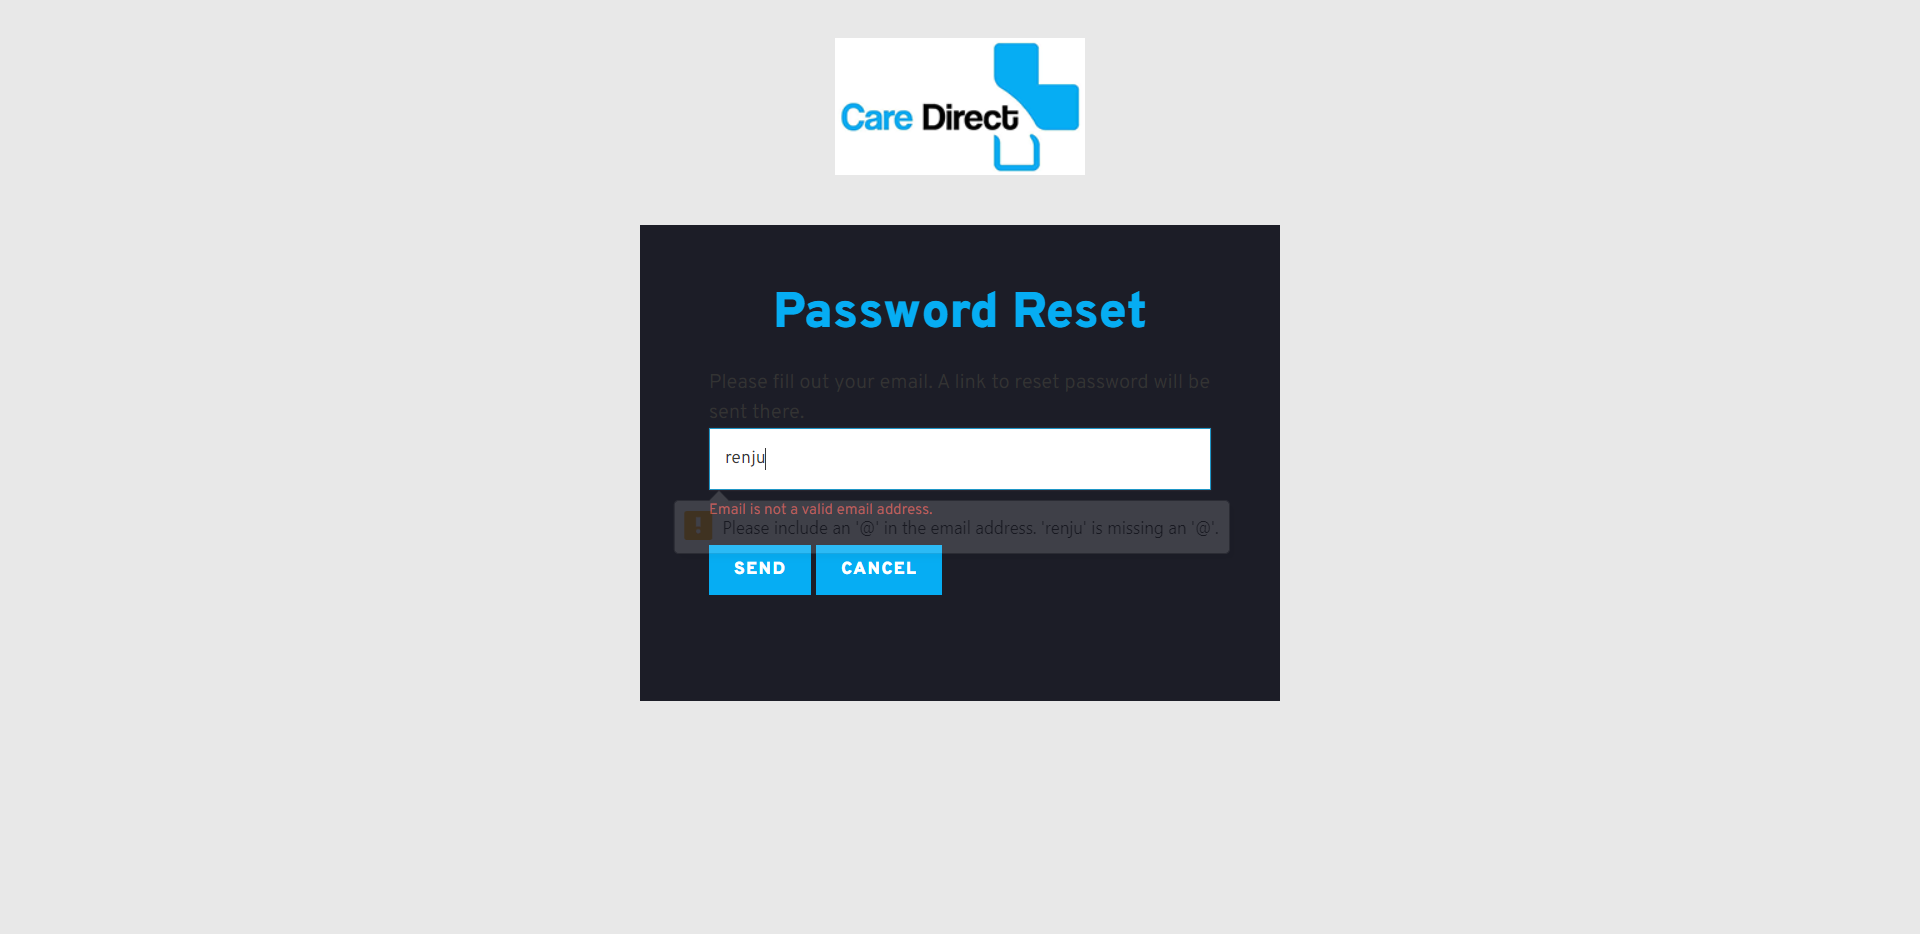 Care Direct
Password Reset
Please fill out your email. A link to reset password will be
sent there.
renju
Email is not a valid email address.
Please include an '@' in the email address. 'renju' is missing an '@'.
SEND CANCEL